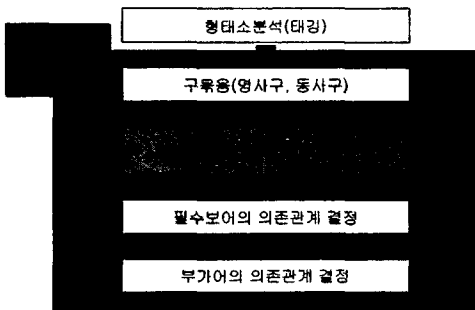 형태소분석(태깅)
구묶음(명사구, 동사구)
필수보어의 의존관계 결정
부가어의 의존관계 결정